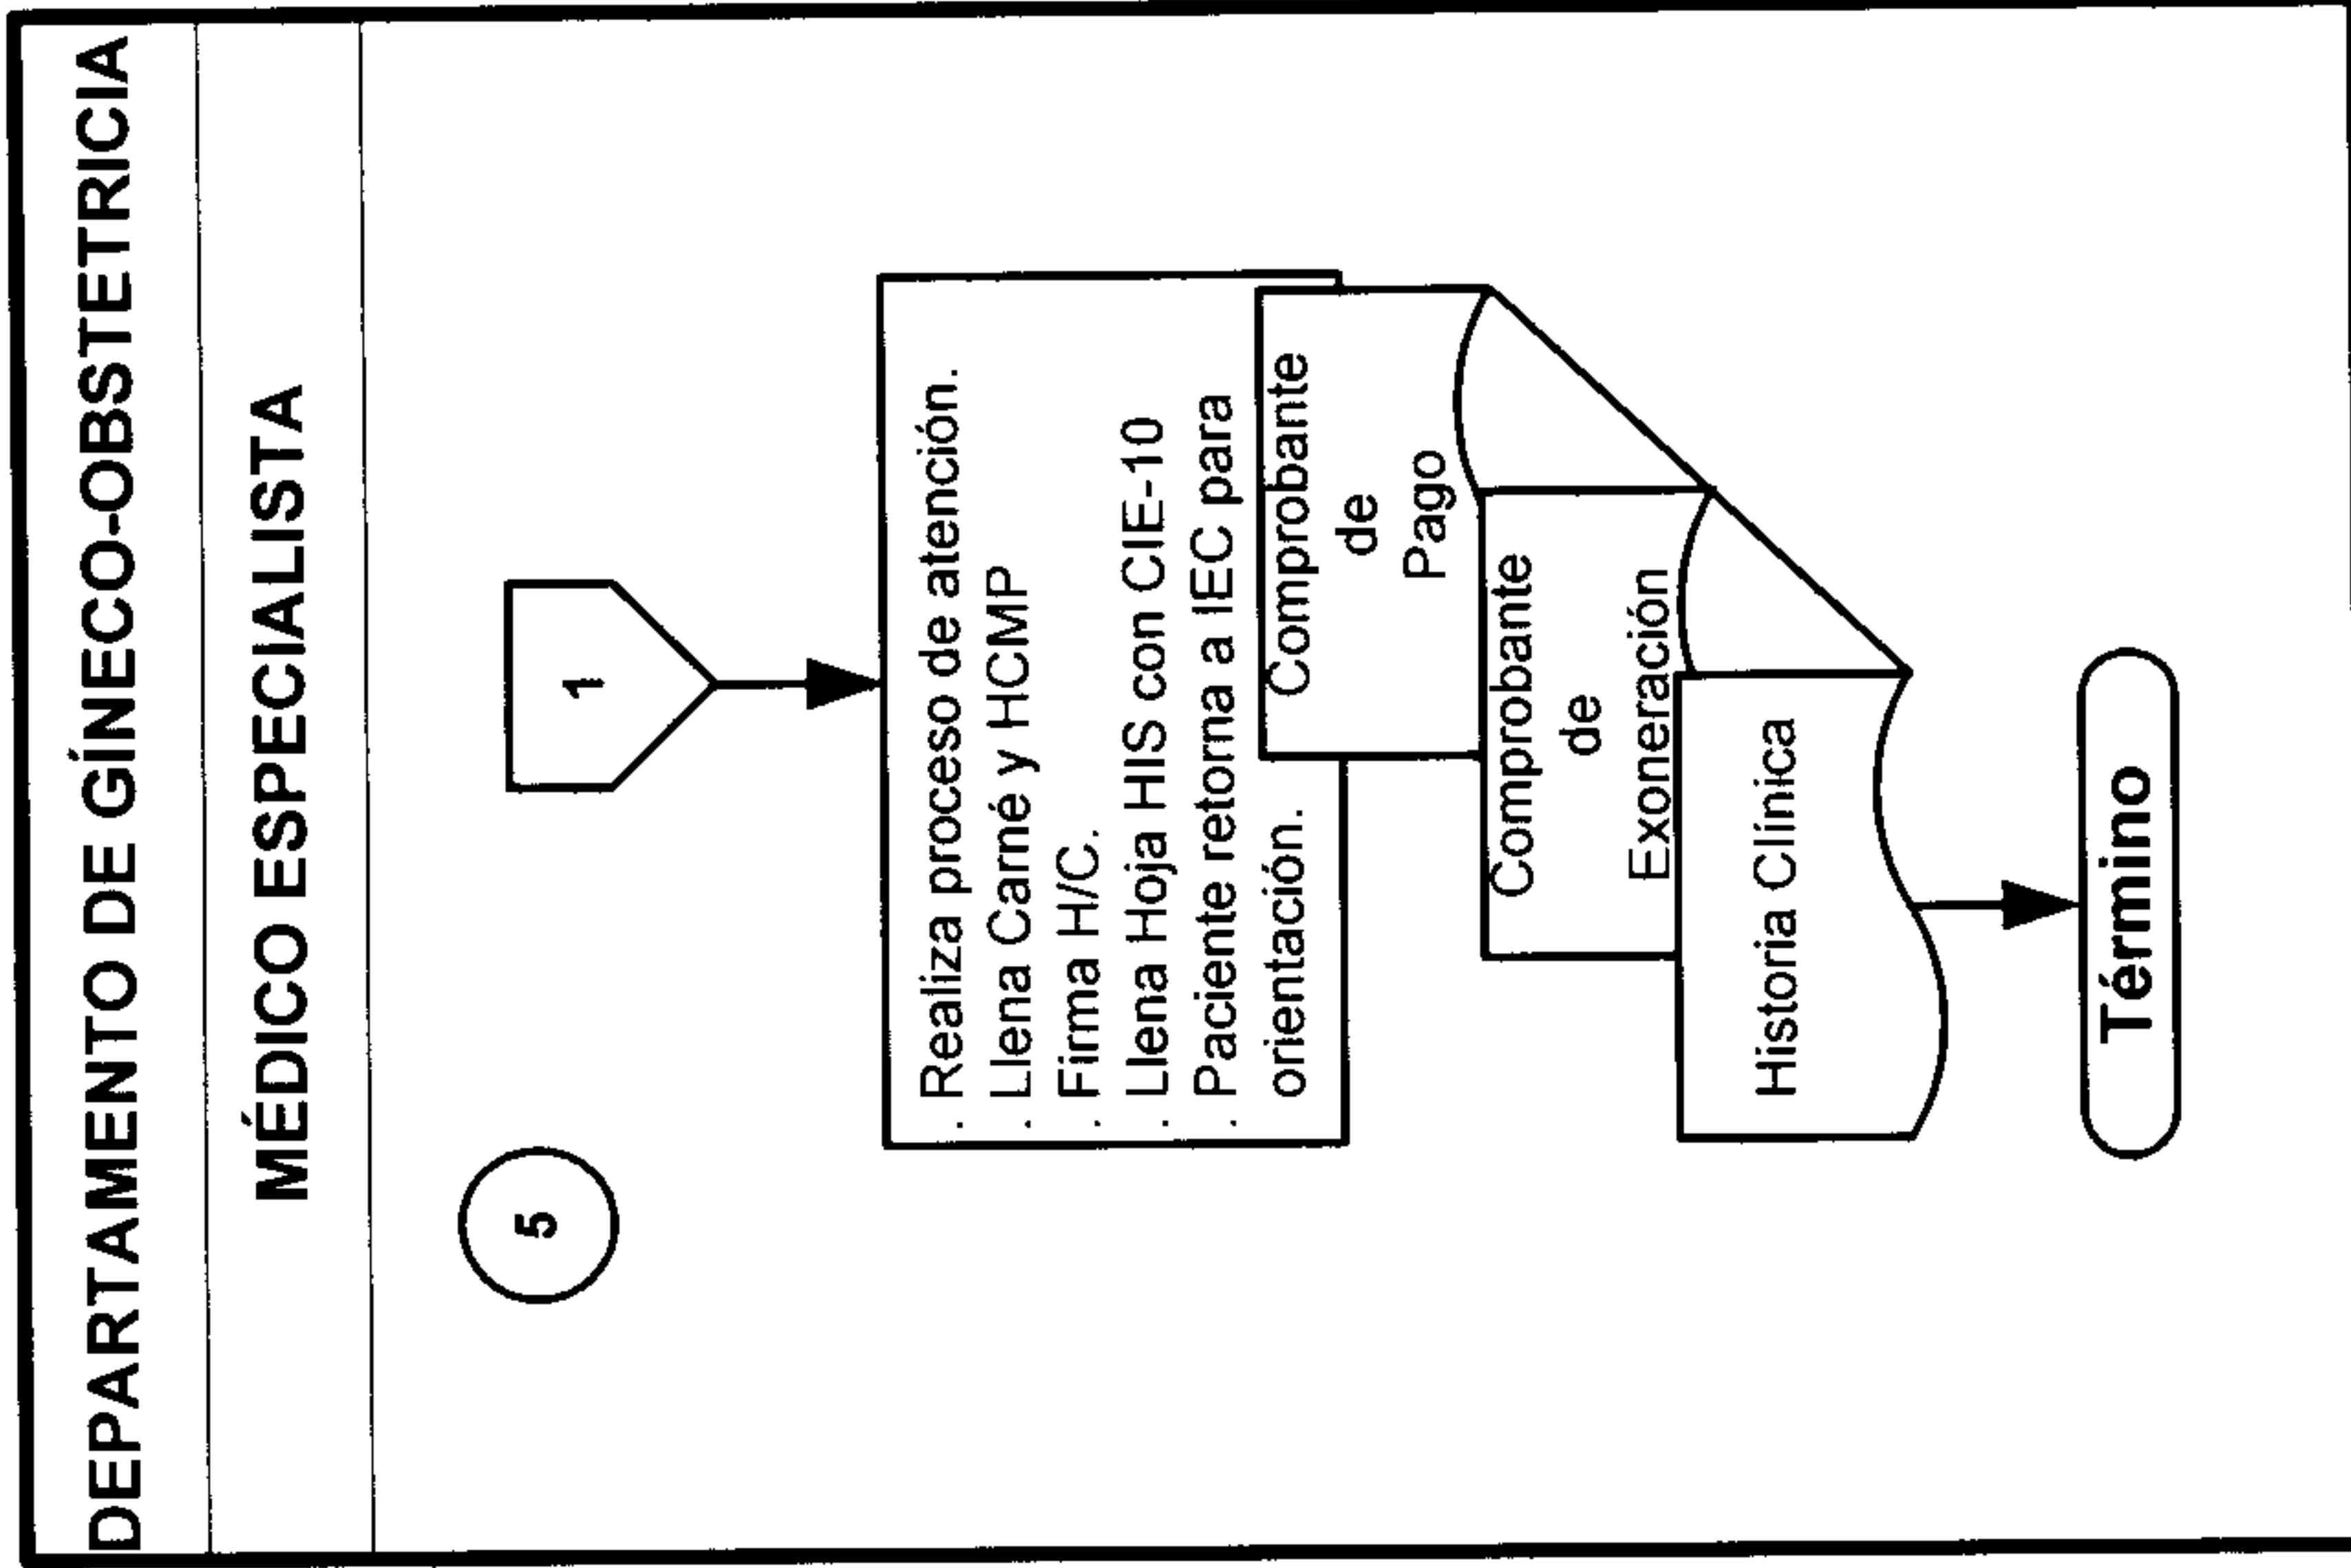 DEPARTAMENTO DE GÍNECO-OBSTETRICIA
MÉDICO ESPECIALISTA
5
1
. Realiza proceso de atención.
. Llena Carné y HCMP
. Firma H/C.
. Llena Hoja HIS con CIE-10
. Paciente retorna a IEC para
orientación.
Comprobante
de
Pago
Comprobante
de
Exoneración
Historia Clínica
Término